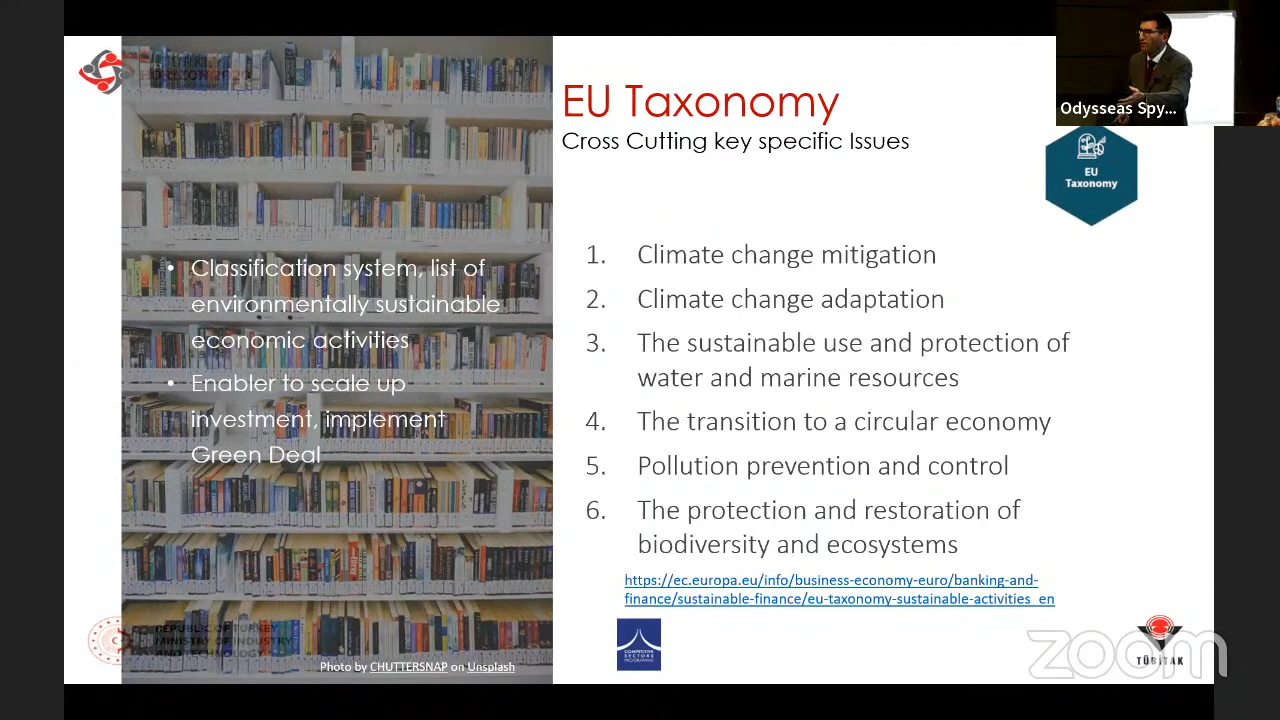 TURKEY
HORIZON 2020
EU Taxonomy
Cross Cutting key specific Issues
Odysseas Spy...
EU
Taxonomy
• Classification system, list of
environmentally sustainable
economic activities
• Enabler to scale up
investment, implement
Green Deal
1. Climate change mitigation
2. Climate change adaptation
3. The sustainable use and protection of
water and marine resources
4. The transition to a circular economy
5. Pollution prevention and control
6. The protection and restoration of
biodiversity and ecosystems
https://ec.europa.eu/info/business-economy-euro/banking-and-
finance/sustainable-finance/eu-taxonomy-sustainable-activities_en
REPUBLIC OF TURKEY
MINISTRY OF INDUSTRY
AND TECHNOLOGY
Photo by CHUTTERSNAP on Unsplash
COMPETITIVE
SECTORS
PROGRAMME
TÜBİTAK
zoom